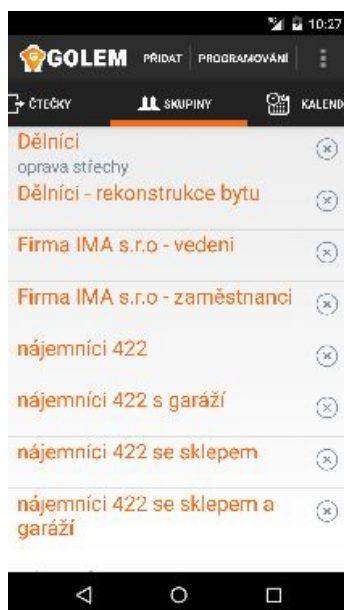 10:27
GOLEM PŘIDAT PROGRAMOVÁNÍ
ČTEČKY SKUPINY KALEND
Dělníci
oprava střechy
Dělníci - rekonstrukce bytu
Firma IMA s.r.o - vedeni
Firma IMA s.r.o - zaměstnanci
nájemníci 422
nájemníci 422 s garáží
nájemníci 422 se sklepem
nájemníci 422 se sklepem a
garáží